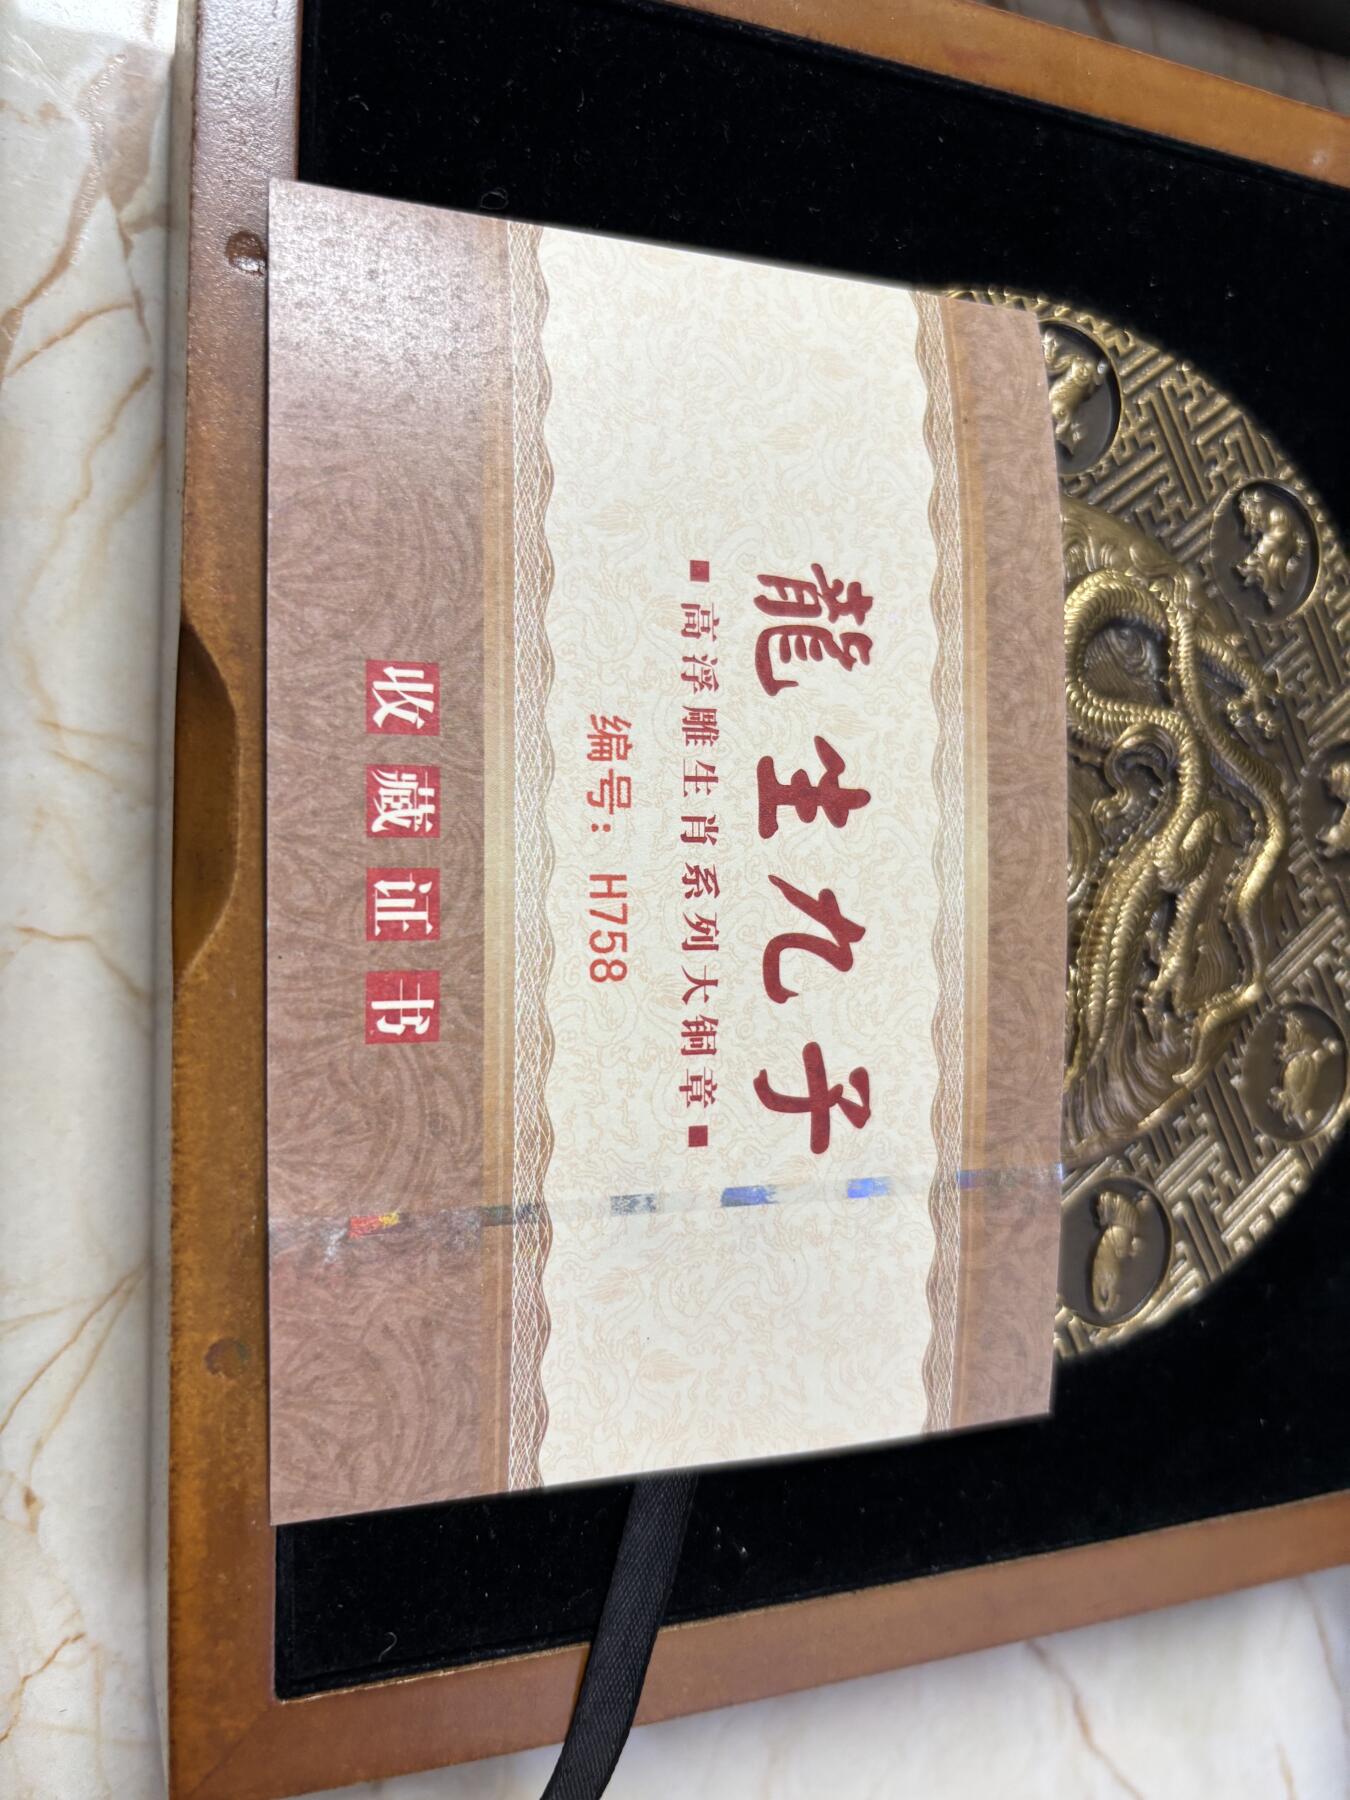 龍生九子
高浮雕生肖系列大铜章
编号：H758
收藏证书